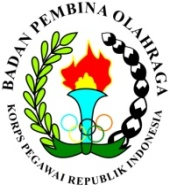 BADAN PEMBINA OLAHRAGA
KORPS PEGAWAI REPUBLIK INDONESIA